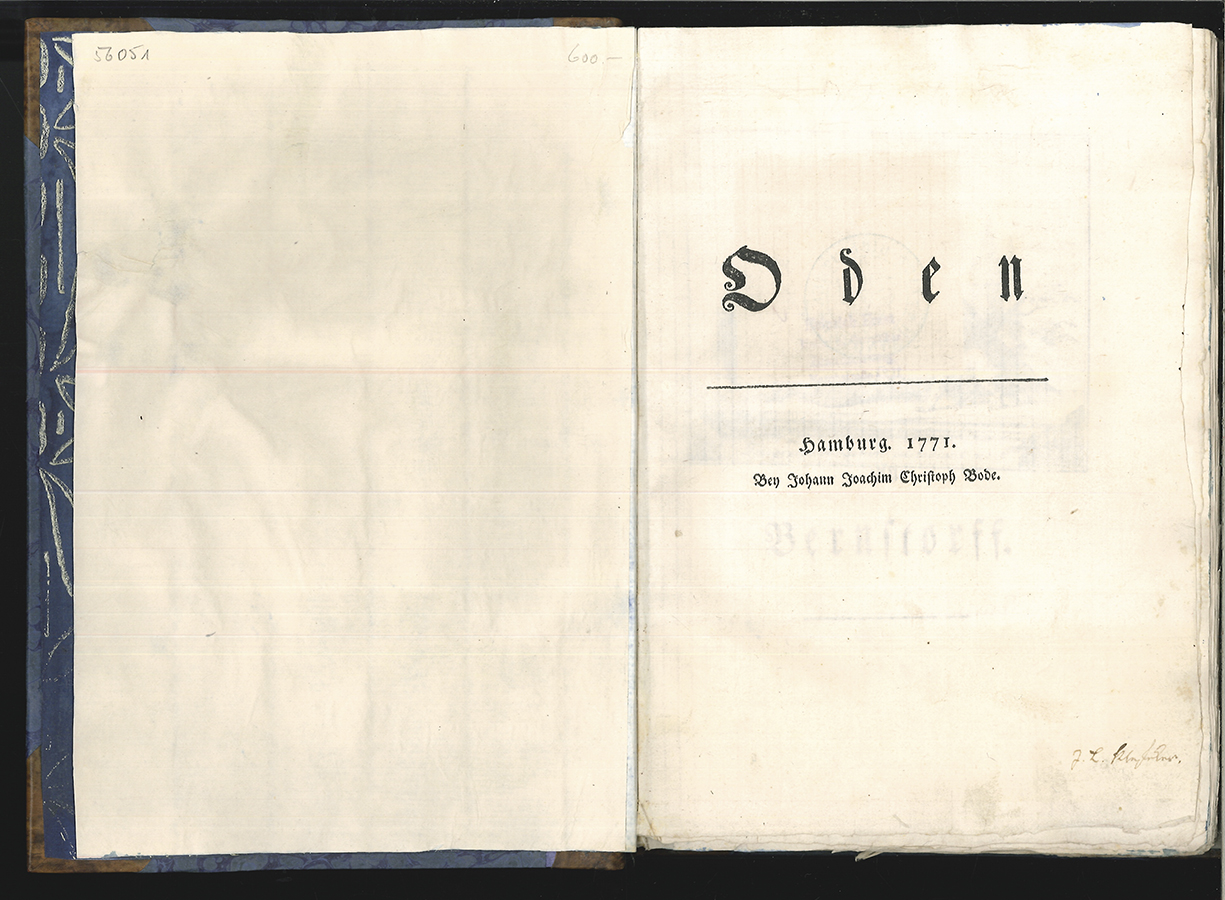 56051
600.—
Oden
Hamburg. 1771.
Bey Johann Joachim Christoph Bode.
J. L.